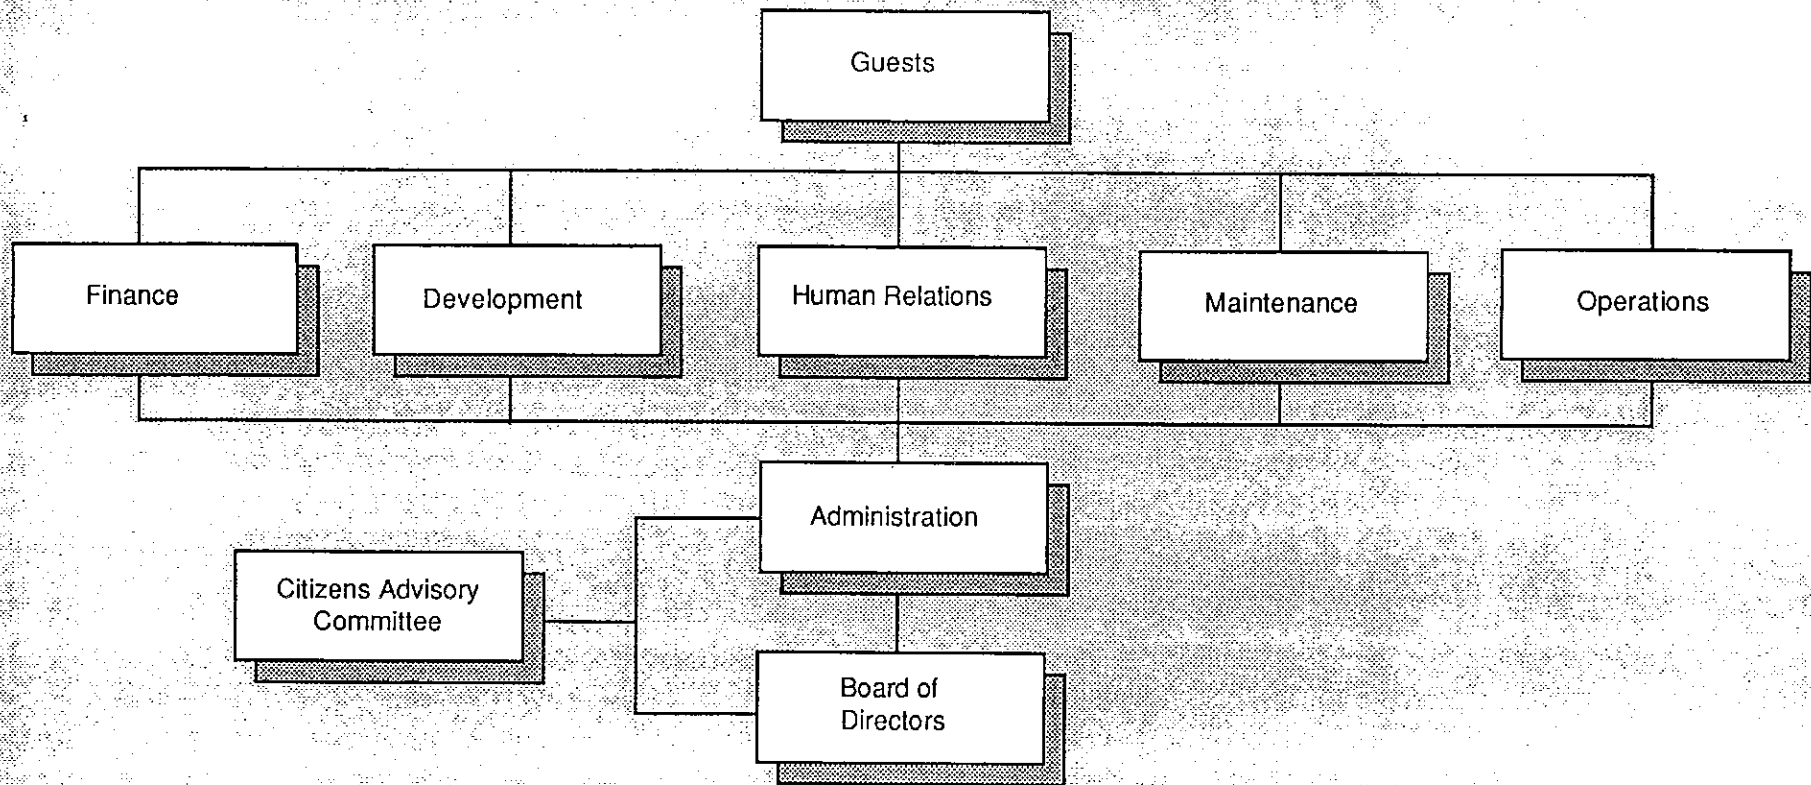 Guests
Finance
Development
Human Relations
Maintenance
Operations
Administration
Citizens Advisory
Committee
Board of
Directors